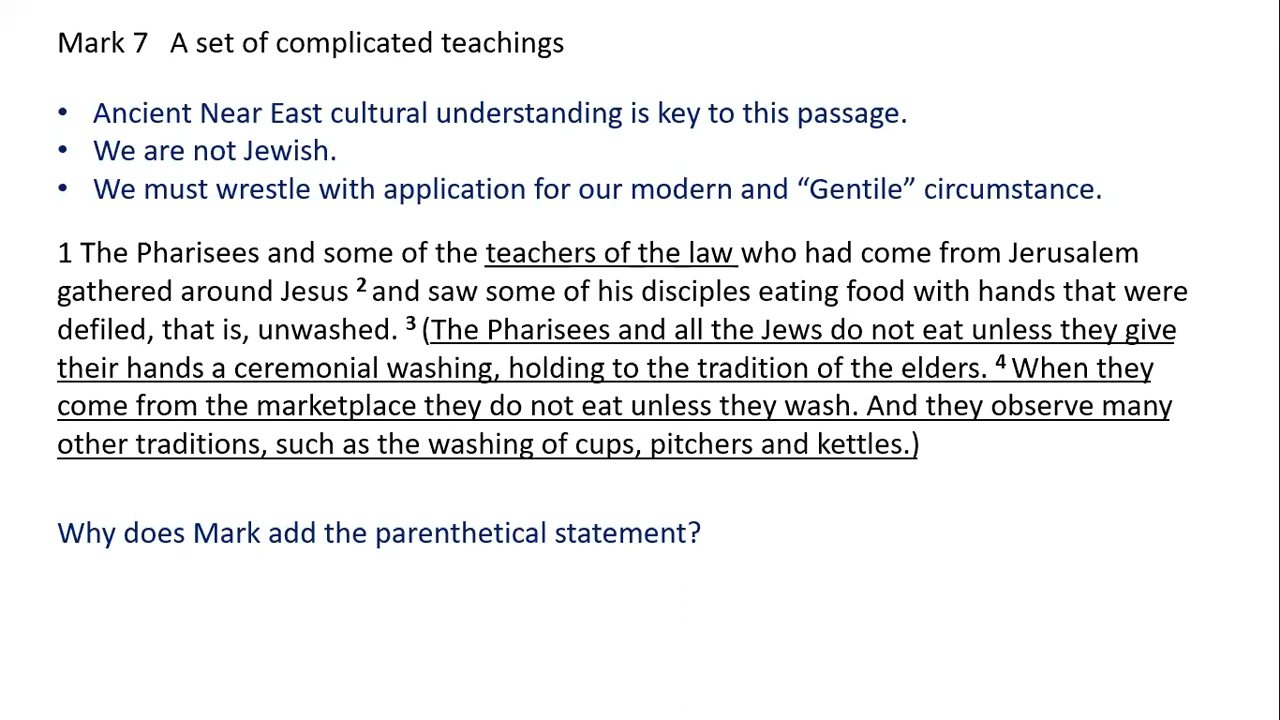 Mark 7 A set of complicated teachings
• Ancient Near East cultural understanding is key to this passage.
• We are not Jewish.
• We must wrestle with application for our modern and “Gentile” circumstance.
1 The Pharisees and some of the teachers of the law who had come from Jerusalem
gathered around Jesus 2 and saw some of his disciples eating food with hands that were
defiled, that is, unwashed. 3 (The Pharisees and all the Jews do not eat unless they give
their hands a ceremonial washing, holding to the tradition of the elders. 4 When they
come from the marketplace they do not eat unless they wash. And they observe many
other traditions, such as the washing of cups, pitchers and kettles.)
Why does Mark add the parenthetical statement?